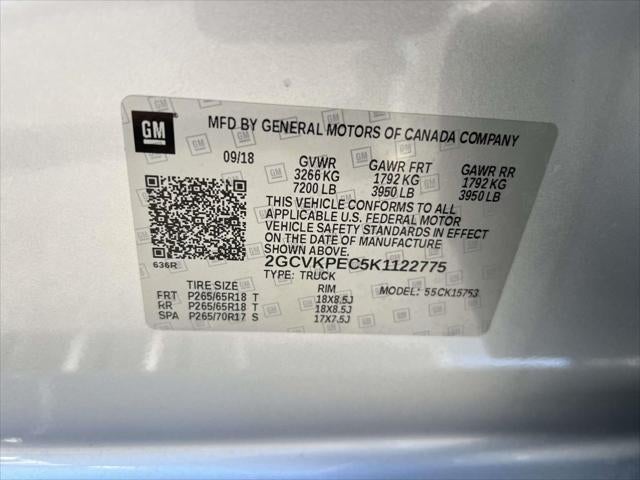 GM
MFD BY GENERAL MOTORS OF CANADA COMPANY
09/18 GVWR GAWR FRT GAWR RR
3266 KG 1792 KG 1792 KG
7200 LB 3950 LB 3950 LB
THIS VEHICLE CONFORMS TO ALL
APPLICABLE U.S. FEDERAL MOTOR
VEHICLE SAFETY STANDARDS IN
EFFECT ON THE DATE OF MANUFACTURE
SHOWN ABOVE.
636R
2GCVKPEC5K1122775
TYPE: TRUCK
MODEL: 55CK15753
TIRE SIZE RIM
FRT P265/65R18 T 18X8.5J
RR P265/65R18 T 18X8.5J
SPA P265/70R17 S 17X7.5J